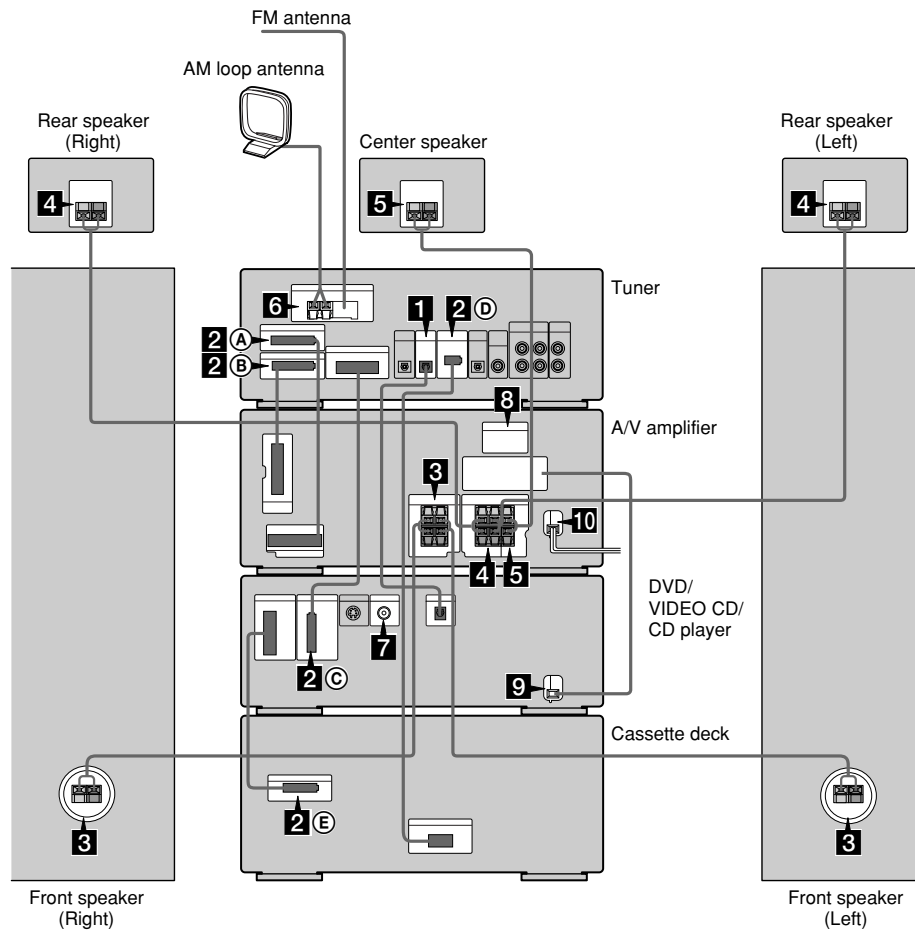 FM antenna
AM loop antenna
Rear speaker
(Right)
Center speaker
Rear speaker
(Left)
4
5
4
Tuner
6
1
2 D
2 A
2 B
8
A/V amplifier
3
10
4
5
DVD/
VIDEO CD/
CD player
7
2 C
9
Cassette deck
2 E
3
3
Front speaker
(Right)
Front speaker
(Left)